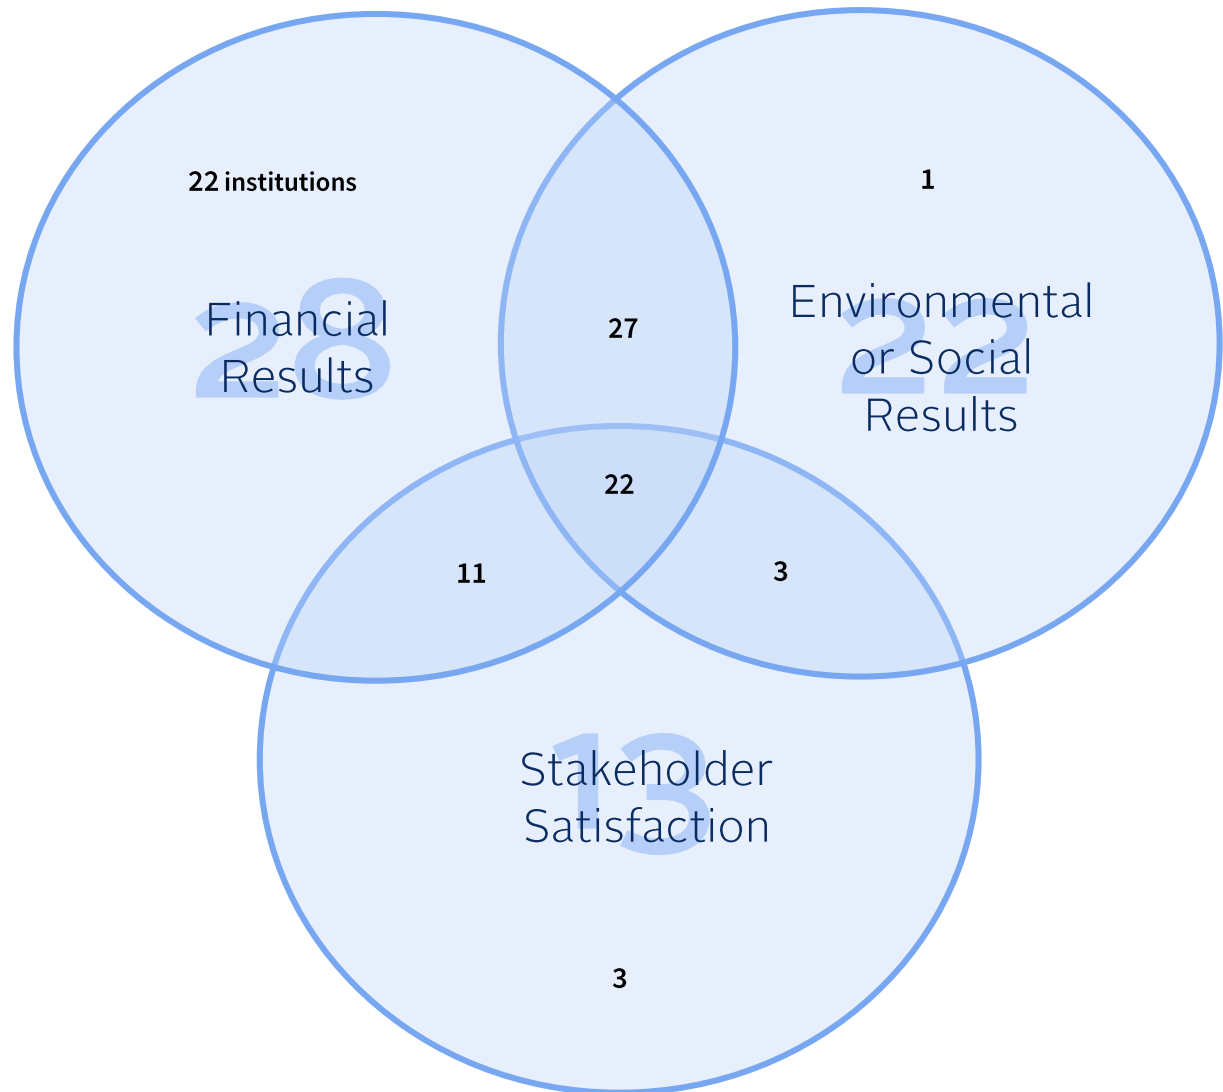 22 institutions
1
28
Financial
Results
22
Environmental
or Social
Results
27
22
11
3
13
Stakeholder
Satisfaction
3